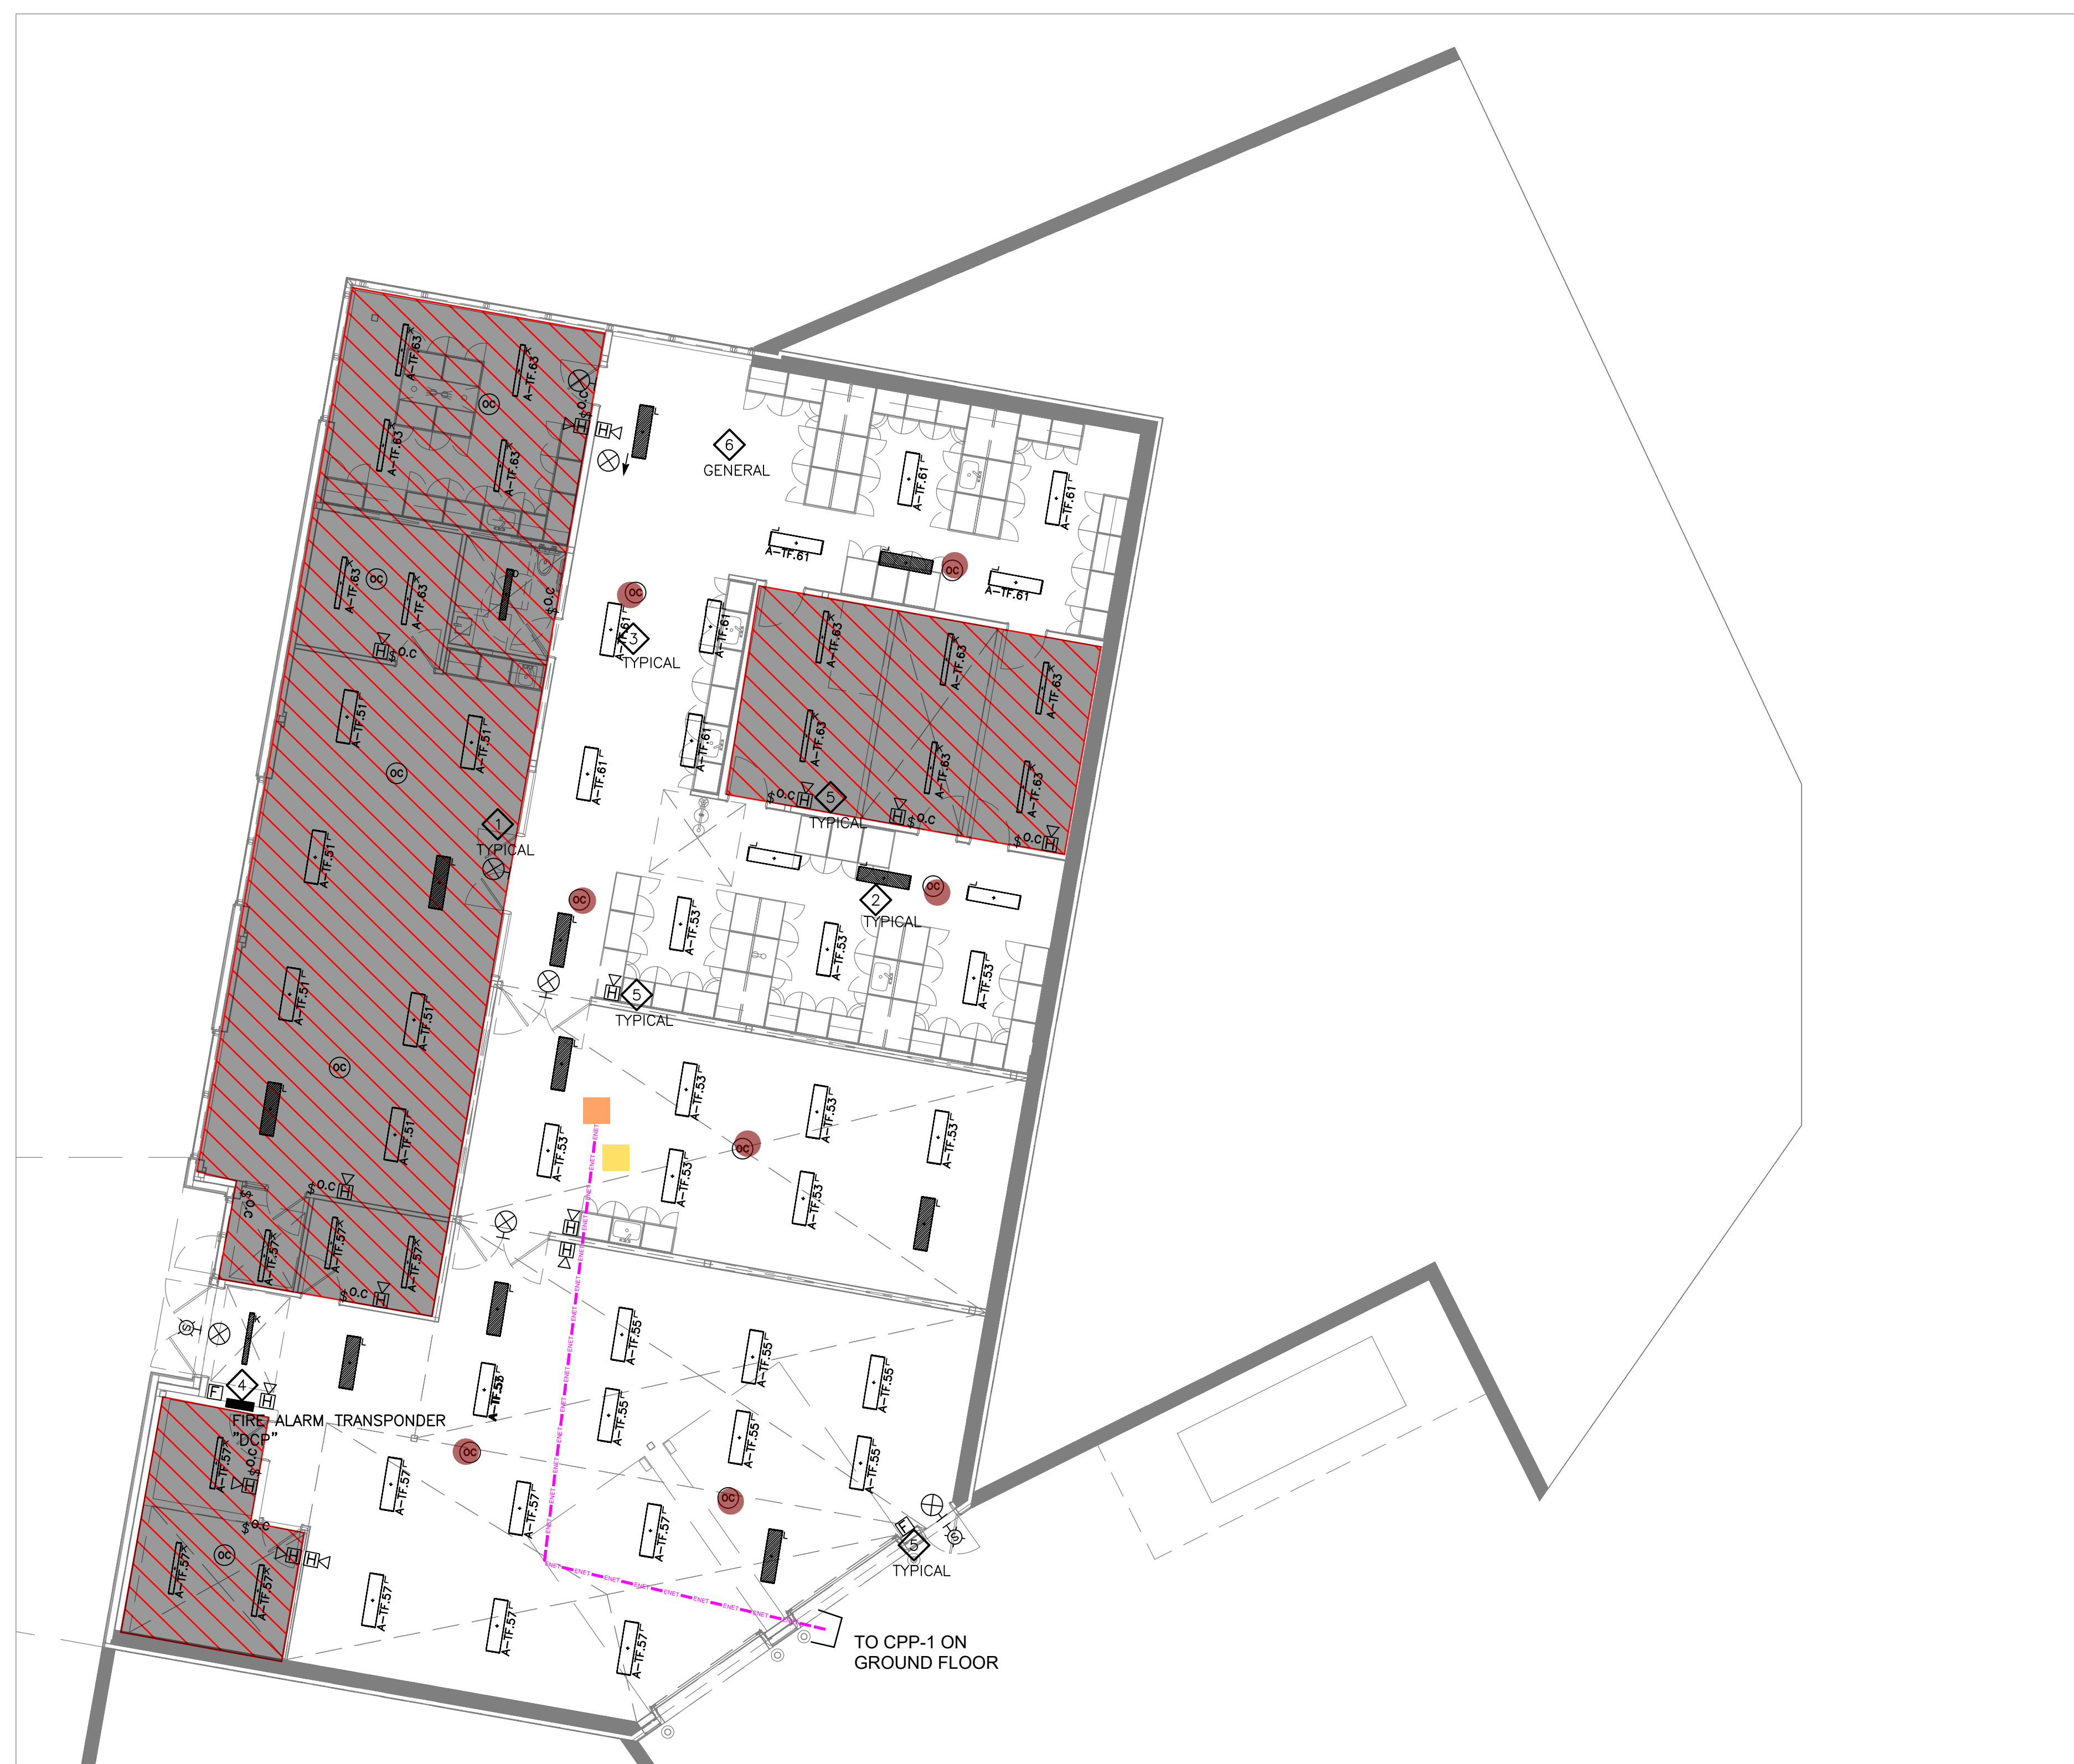 A-TF.63
K
A-TF.63
K
OC
$O.C
H
H
L
6
GENERAL
A-TF.63
K
A-TF.63
K
A-TF.61
L
A-TF.61
L
A-TF.61
L
L
OC
A-TF.61
L
A-TF.63
K
OC
A-TF.63
K
P
$O.C
H
$O.C
OC
A-TF.61
L
3
TYPICAL
A-TF.61
L
A-TF.61
L
A-TF.61
L
A-TF.63
K
A-TF.63
K
A-TF.63
K
A-TF.63
K
A-TF.63
K
A-TF.63
K
$O.C
H
5
TYPICAL
H
$O.C
$O.C
H
A-TF.51
L
A-TF.51
L
OC
1
TYPICAL
A-TF.51
L
L
L
L
OC
L
2
TYPICAL
OC
L
A-TF.53
L
A-TF.53
L
A-TF.53
L
H
5
TYPICAL
A-TF.51
L
A-TF.51
L
OC
L
A-TF.51
L
L
A-TF.53
L
A-TF.53
L
A-TF.53
L
A-TF.53
L
A-TF.53
L
OC
A-TF.53
L
L
ENET
$O.C
$O.C
H
H
H
A-TF.57
K
A-TF.57
K
A-TF.57
K
$O.C
H
S
K
L
L
A-TF.55
L
A-TF.55
L
A-TF.55
L
A-TF.55
L
A-TF.55
L
A-TF.55
L
4
F
H
FIRE ALARM TRANSPONDER
"DCP"
OC
A-TF.57
K
$O.C
H
$O.C
H
H
OC
A-TF.57
K
A-TF.57
K
A-TF.57
L
A-TF.57
L
A-TF.57
L
OC
L
F
S
5
TYPICAL
A-TF.57
L
A-TF.57
L
A-TF.57
L
ENET
TO CPP-1 ON
GROUND FLOOR